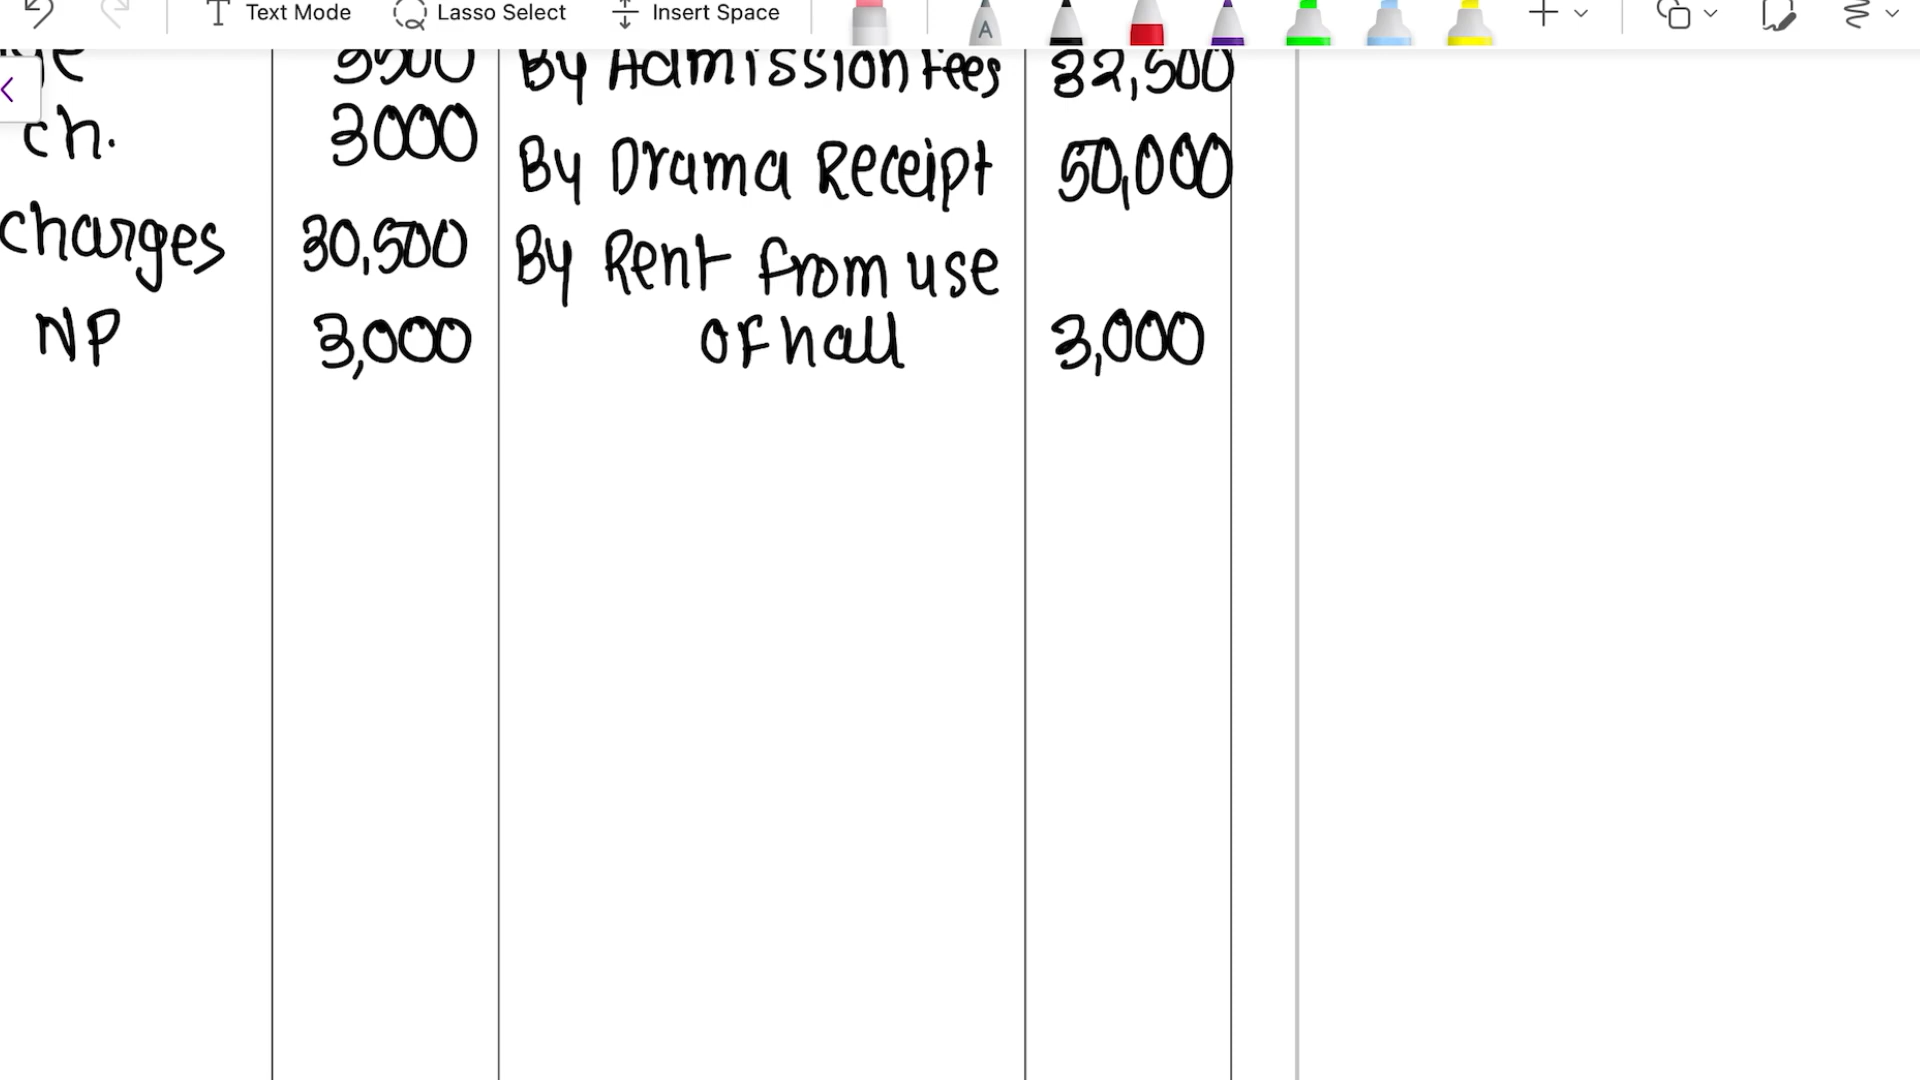 Text Mode Lasso Select Insert Space
3500 By Admission Fees 32,500
ch. 3000
By Drama Receipt 50,000
charges 30,500 By Rent from use
NP 3,000 of hall 3,000